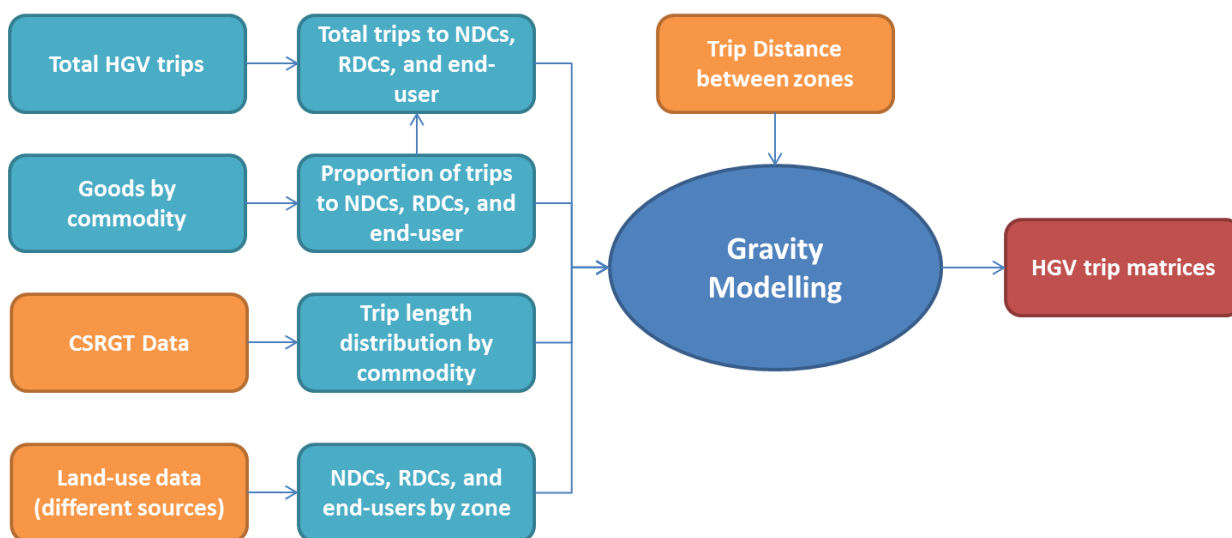 Total HGV trips
Total trips to NDCs,
RDCs, and end-
user
Trip Distance
between zones
Goods by
commodity
Proportion of trips
to NDCs, RDCs, and
end-user
Gravity
Modelling
HGV trip matrices
CSRGT Data
Trip length
distribution by
commodity
Land-use data
(different sources)
NDCs, RDCs, and
end-users by zone